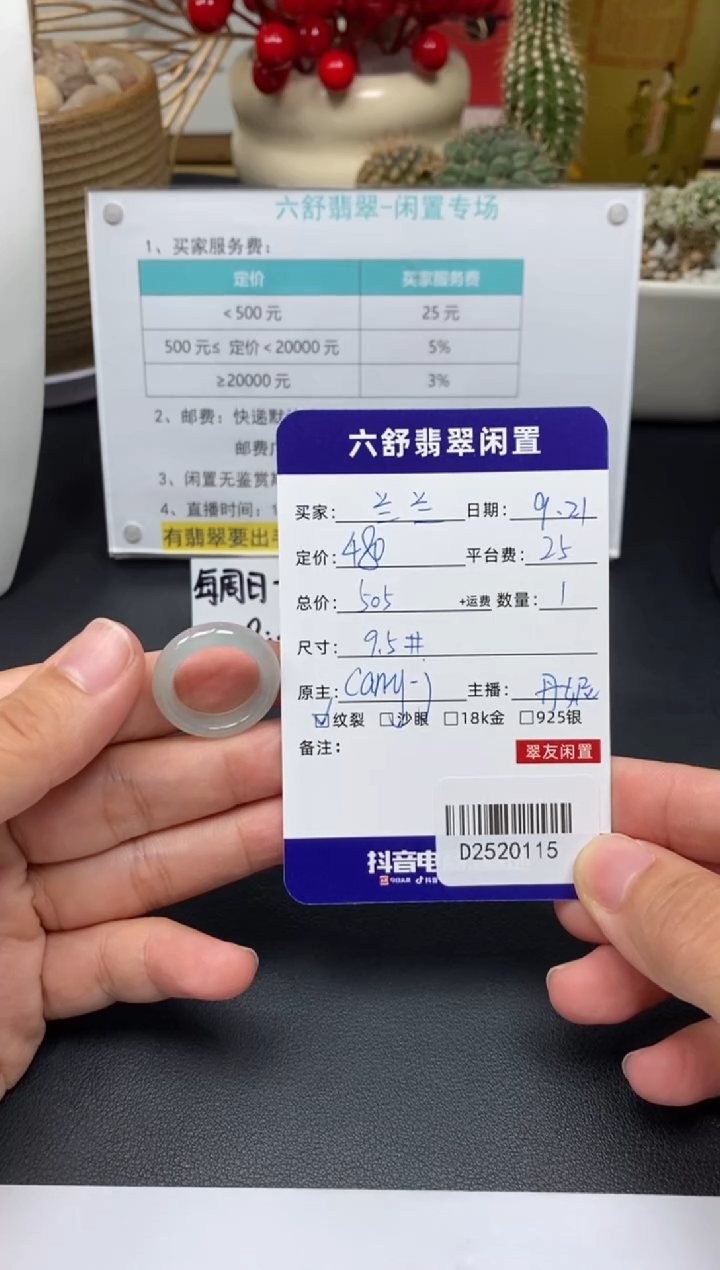 六舒翡翠-闲置专场
1、买家服务费：
定价 买家服务费
<500元 25元
500元≤ 定价<20000元 5%
≥20000元 3%
2、邮费：快递默
邮费
3、闲置无鉴赏
4、直播时间：
有翡翠要出
每周日
六舒翡翠闲置
买家：兰兰 日期：9.21
定价：480 平台费：25
总价：505 +运费 数量：1
尺寸：9.5#
原主： 主播：
☑纹裂 ☑沙眼 □18k金 □925银
备注：
翠友闲置
抖音电
D2520115